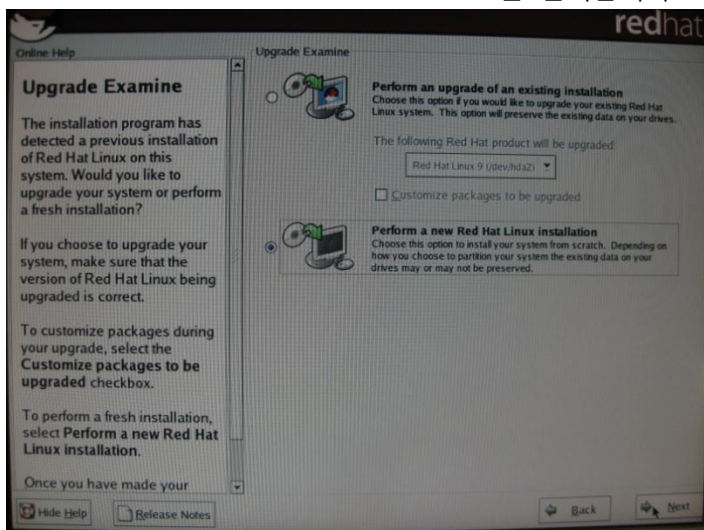 redhat
Online Help
Upgrade Examine
The installation program has
detected a previous installation
of Red Hat Linux on this
system. Would you like to
upgrade your system or perform
a fresh installation?
If you choose to upgrade your
system, make sure that the
version of Red Hat Linux being
upgraded is correct.
To customize packages during
your upgrade, select the
Customize packages to be
upgraded checkbox.
To perform a fresh installation,
select Perform a new Red Hat
Linux installation.
Once you have made your
Upgrade Examine
Perform an upgrade of an existing installation
Choose this option if you would like to upgrade your existing Red Hat
Linux system. This option will preserve the existing data on your drives.
The following Red Hat product will be upgraded:
Red Hat Linux 9 (/dev/hda2)
Customize packages to be upgraded
Perform a new Red Hat Linux installation
Choose this option to install your system from scratch. Depending on
how you choose to partition your system the existing data on your
drives may or may not be preserved.
Hide Help
Release Notes
Back
Next